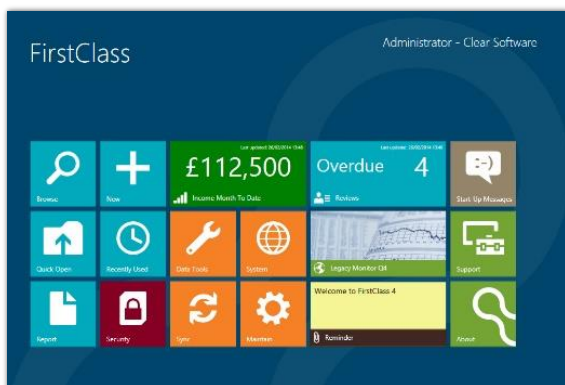 FirstClass
Administrator - Clear Software
Browse
New
Last updated 20/02/2014 13:48
£112,500
Income Month To Date
Overdue 4
Reviews
Start Up Messages
Quick Open
Recently Used
Data Tools
System
Legacy Monitor Q4
Support
Welcome to FirstClass 4
Report
Security
Sync
Maintain
Reminder
About